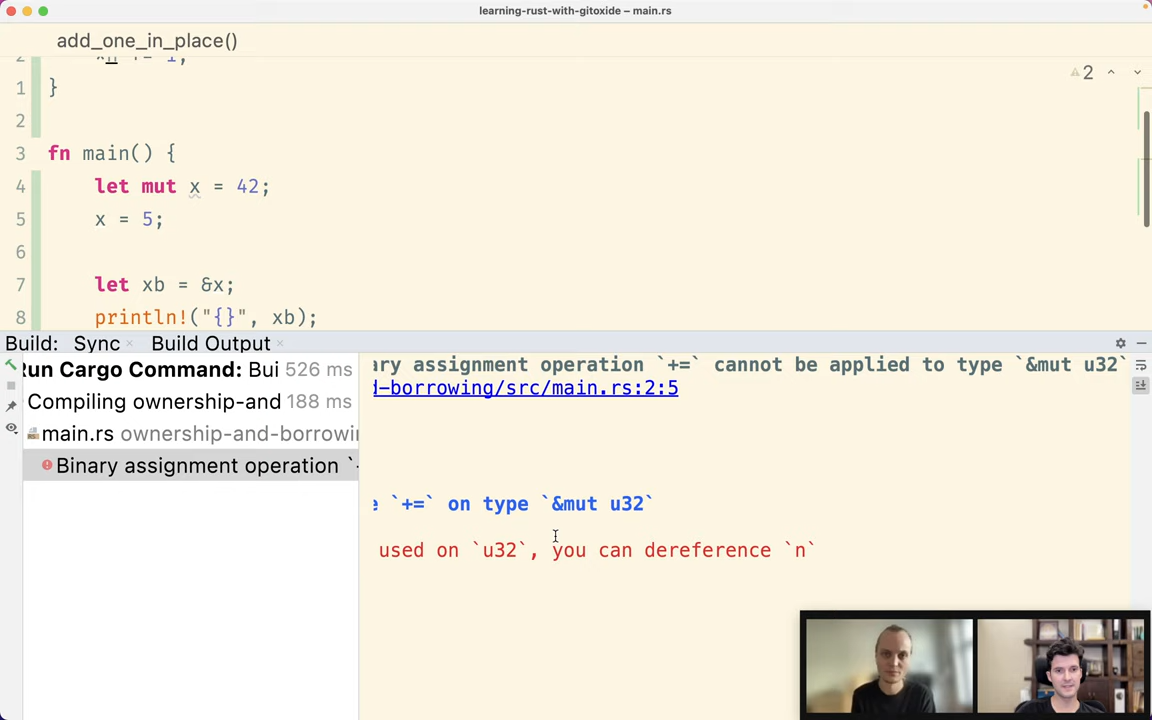 learning-rust-with-gitoxide – main.rs
add_one_in_place()
2 += 1;
2
1 }
2
3 fn main() {
4 let mut x = 42;
5 x = 5;
6
7 let xb = &x;
8 println!("{}", xb);
Build: Sync × Build Output ×
Run Cargo Command: Bui 526 ms
Compiling ownership-and 188 ms
main.rs ownership-and-borrowi
Binary assignment operation `
ary assignment operation `+=` cannot be applied to type `&mut u32`
d-borrowing/src/main.rs:2:5
e `+=` on type `&mut u32`
used on `u32`, you can dereference `n`